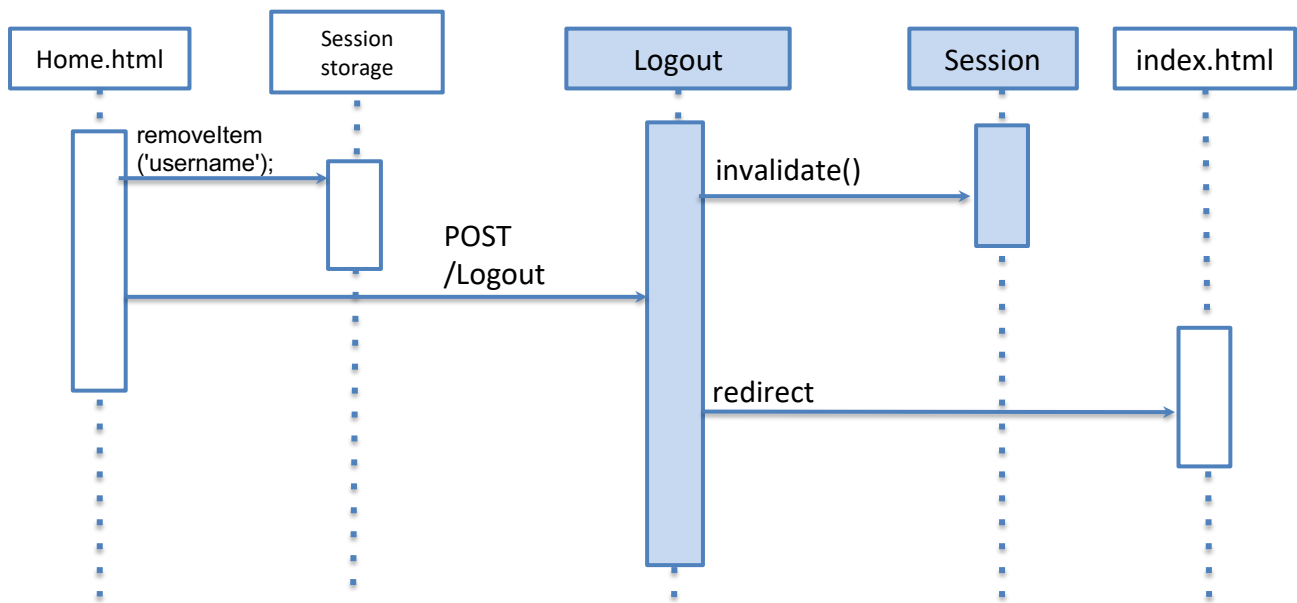 Home.html
Session
storage
Logout
Session
index.html
removeItem
('username');
invalidate()
POST
/Logout
redirect